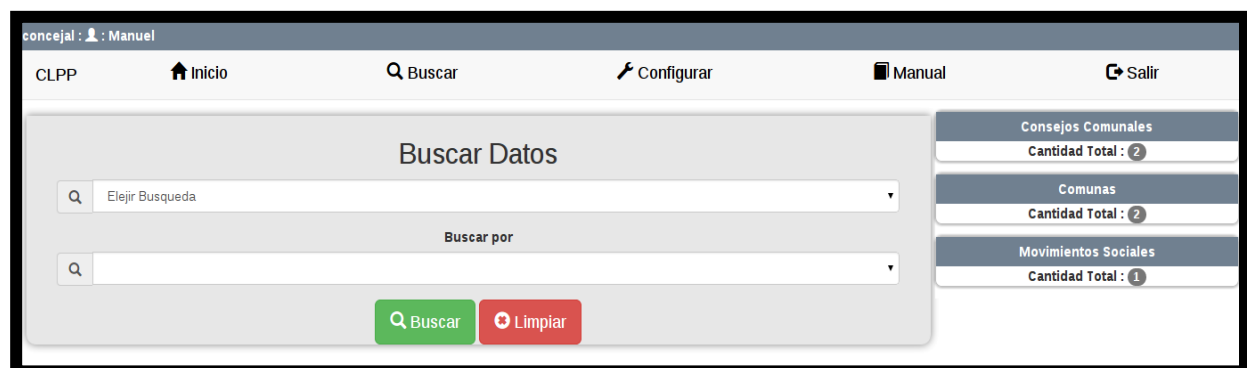 concejal : : Manuel
CLPP Inicio Buscar Configurar Manual Salir
Buscar Datos
Elejir Busqueda
Buscar por
Buscar Limpiar
Consejos Comunales
Cantidad Total : 2
Comunas
Cantidad Total : 2
Movimientos Sociales
Cantidad Total : 1